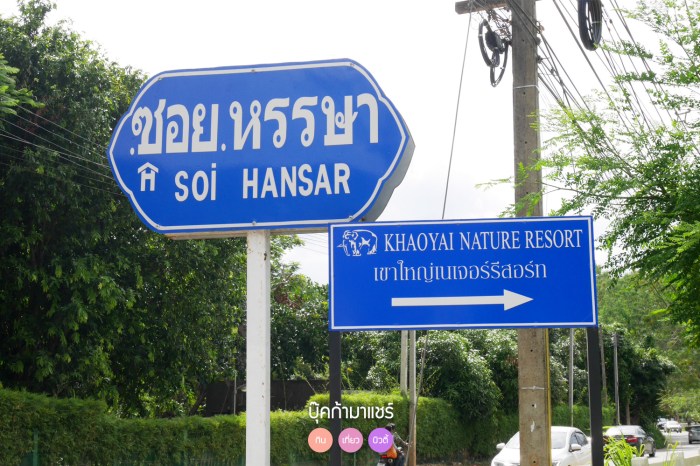 .ซอย.หรรษา
SOi HANSAR
KHAOYAI NATURE RESORT
เขาใหญ่เนเจอร์รีสอร์ท
บุ๊คก้ามาแชร์
กิน เที่ยว บิวตี้